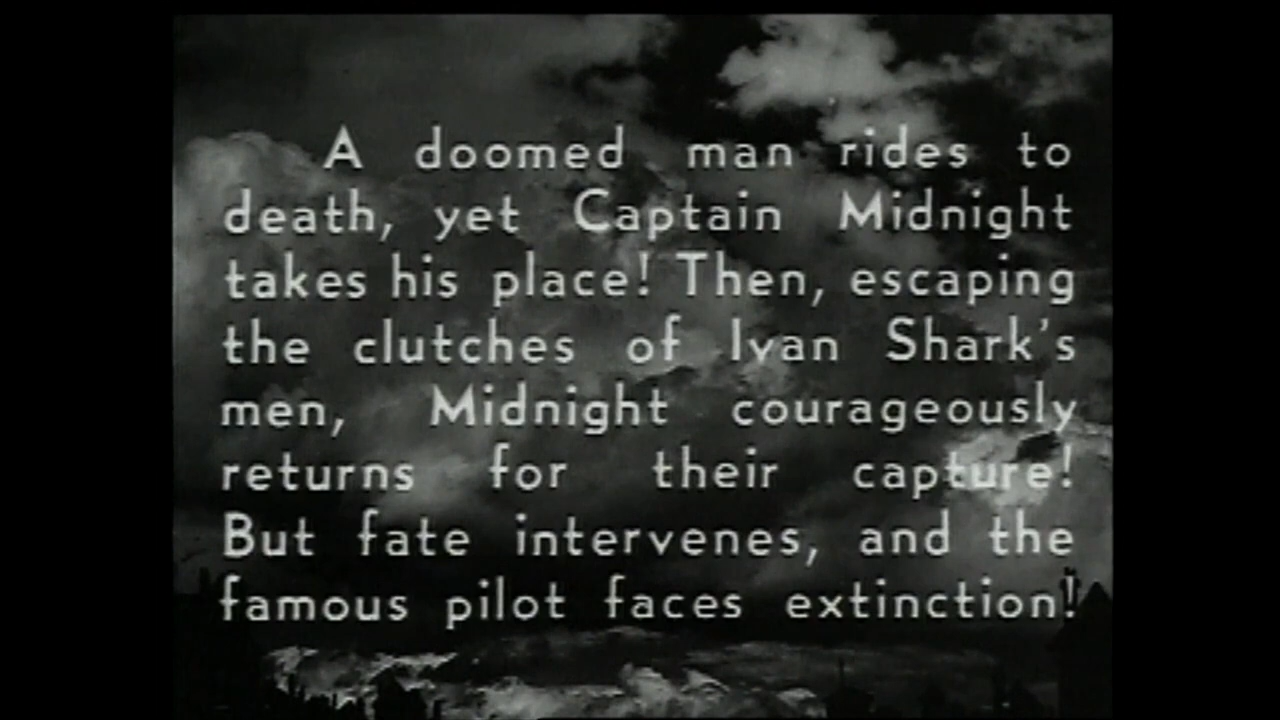 A doomed man rides to
death, yet Captain Midnight
takes his place! Then, escaping
the clutches of Ivan Shark's
men, Midnight courageously
returns for their capture!
But fate intervenes, and the
famous pilot faces extinction!